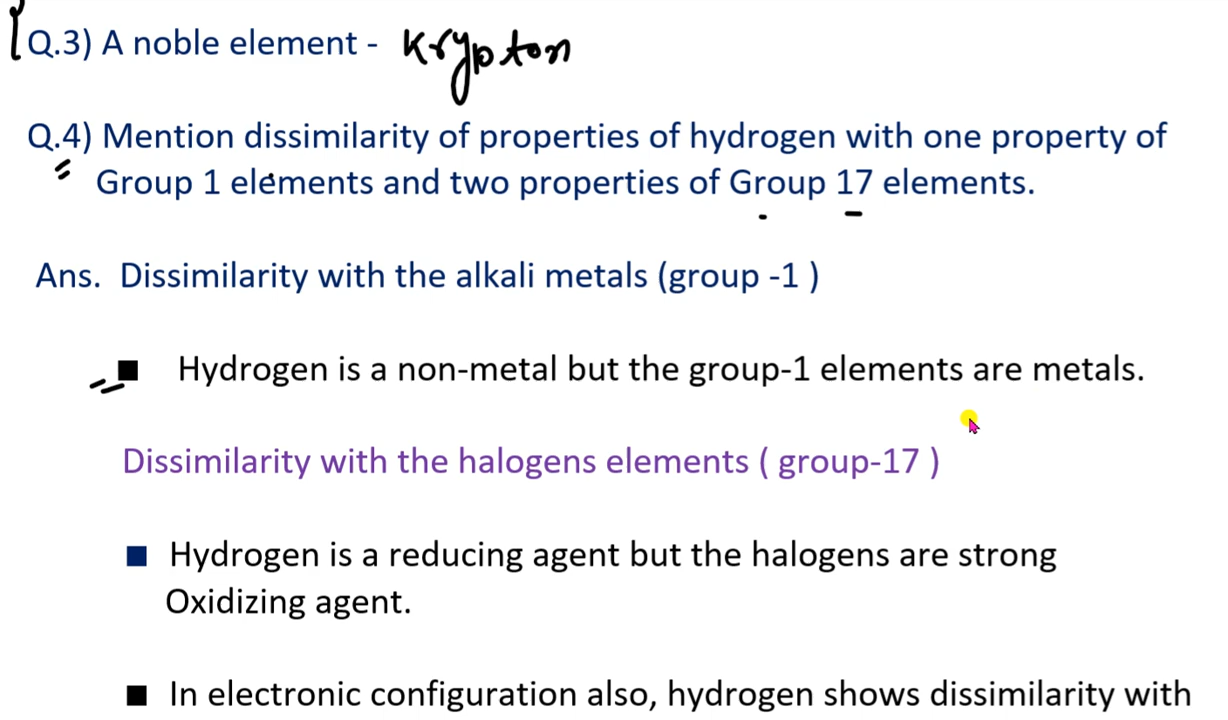 Q.3) A noble element - Krypton
Q.4) Mention dissimilarity of properties of hydrogen with one property of
Group 1 elements and two properties of Group 17 elements.
Ans. Dissimilarity with the alkali metals (group -1 )
■ Hydrogen is a non-metal but the group-1 elements are metals.
Dissimilarity with the halogens elements ( group-17 )
■ Hydrogen is a reducing agent but the halogens are strong
Oxidizing agent.
■ In electronic configuration also, hydrogen shows dissimilarity with